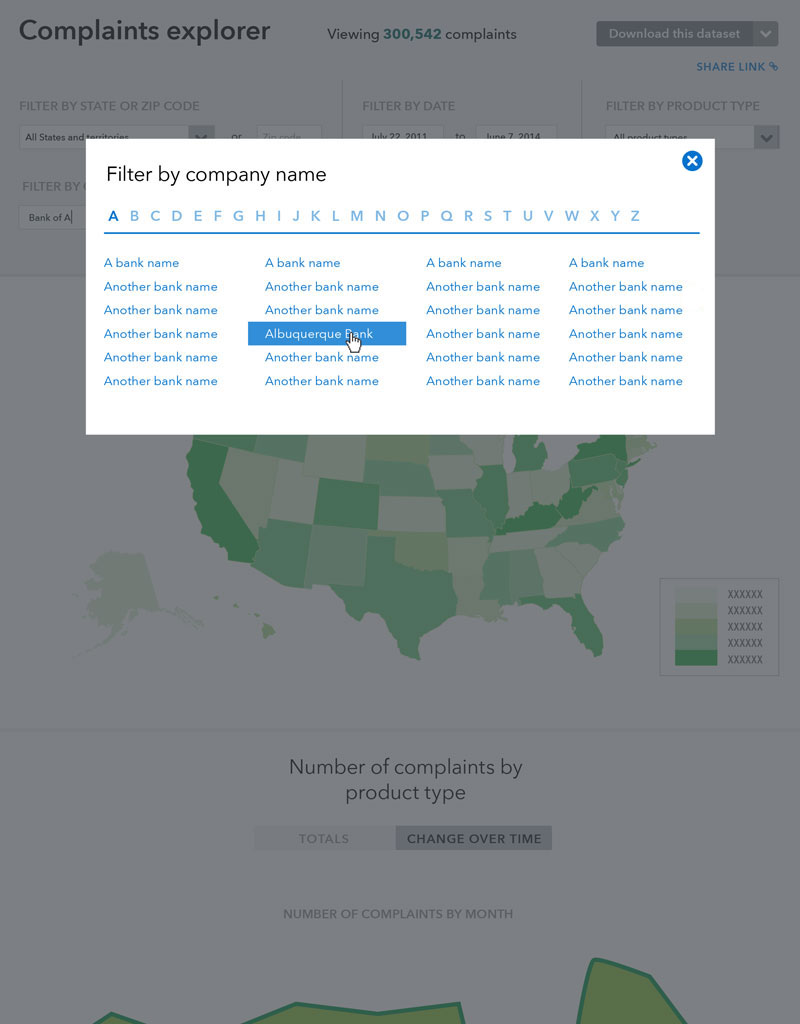 Complaints explorer
Viewing 300,542 complaints
Download this dataset
SHARE LINK
FILTER BY STATE OR ZIP CODE
FILTER BY DATE
FILTER BY PRODUCT TYPE
All States and territories
or
Zip code
July 22, 2011
to
June 7, 2014
All product types
FILTER BY
Bank of A
Filter by company name
A B C D E F G H I J K L M N O P Q R S T U V W X Y Z
A bank name A bank name A bank name A bank name
Another bank name Another bank name Another bank name Another bank name
Another bank name Another bank name Another bank name Another bank name
Another bank name Albuquerque Bank Another bank name Another bank name
Another bank name Another bank name Another bank name Another bank name
Another bank name Another bank name Another bank name Another bank name
XXXXXX
XXXXXX
XXXXXX
XXXXXX
XXXXXX
Number of complaints by
product type
TOTALS
CHANGE OVER TIME
NUMBER OF COMPLAINTS BY MONTH